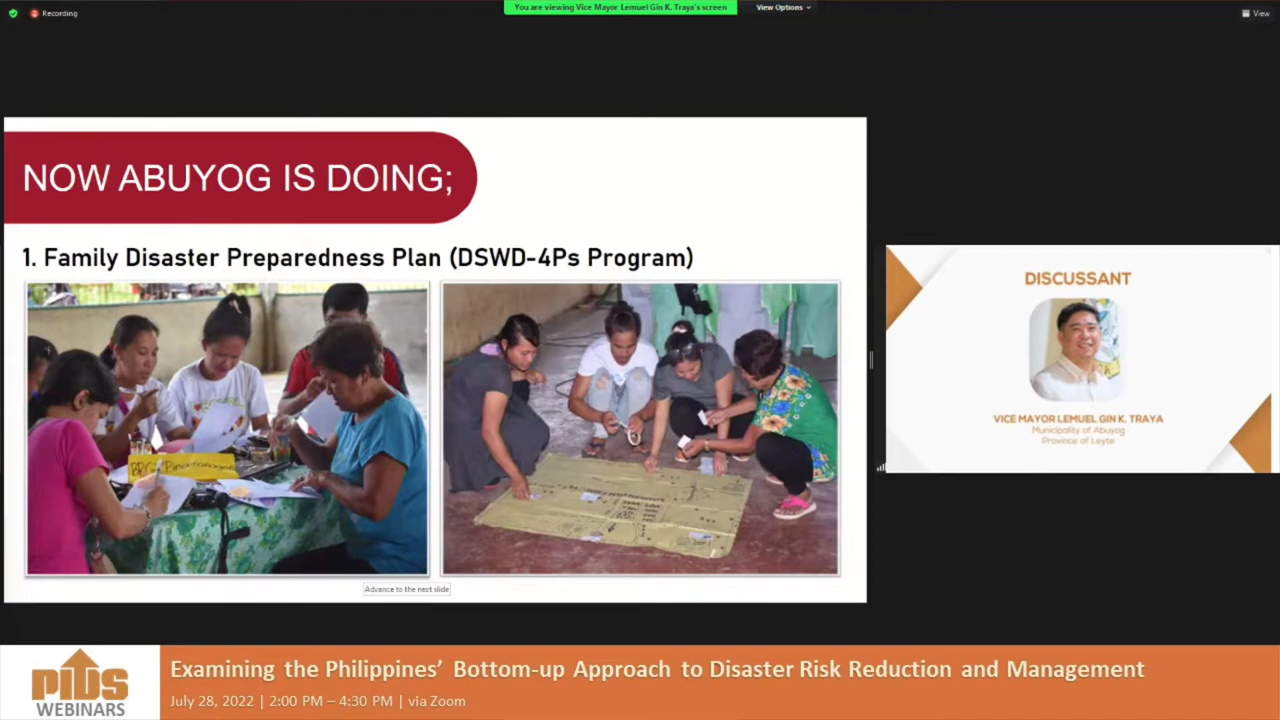 Recording
You are viewing Vice Mayor Lemuel Gin K. Traya's screen
View Options
View
NOW ABUYOG IS DOING;
1. Family Disaster Preparedness Plan (DSWD-4Ps Program)
Advance to the next slide
DISCUSSANT
VICE MAYOR LEMUEL GIN K. TRAYA
Municipality of Abuyog
Province of Leyte
PIDS
WEBINARS
Examining the Philippines' Bottom-up Approach to Disaster Risk Reduction and Management
July 28, 2022 | 2:00 PM – 4:30 PM | via Zoom